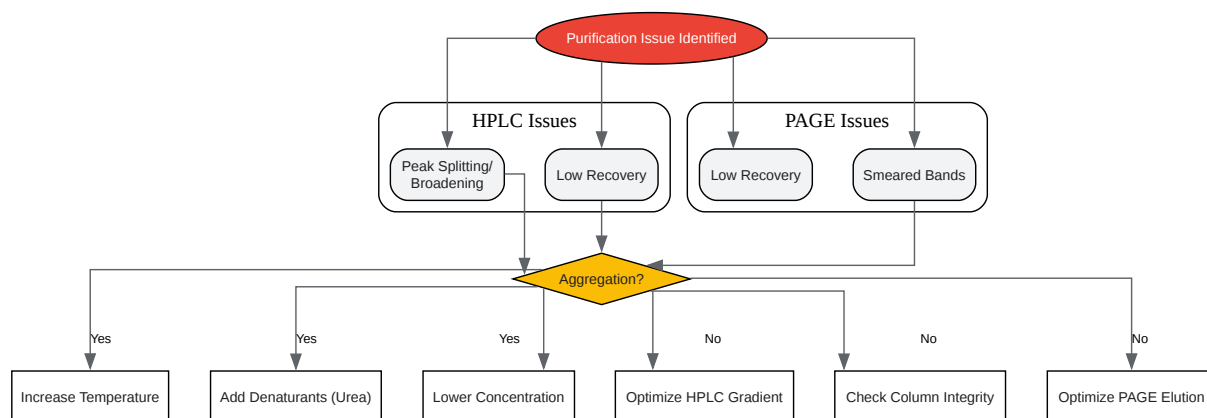 Purification Issue Identified
HPLC Issues
PAGE Issues
Peak Splitting/
Broadening
Low Recovery
Low Recovery
Smeared Bands
Aggregation?
Yes
Yes
Yes
No
No
No
Increase Temperature
Add Denaturants (Urea)
Lower Concentration
Optimize HPLC Gradient
Check Column Integrity
Optimize PAGE Elution